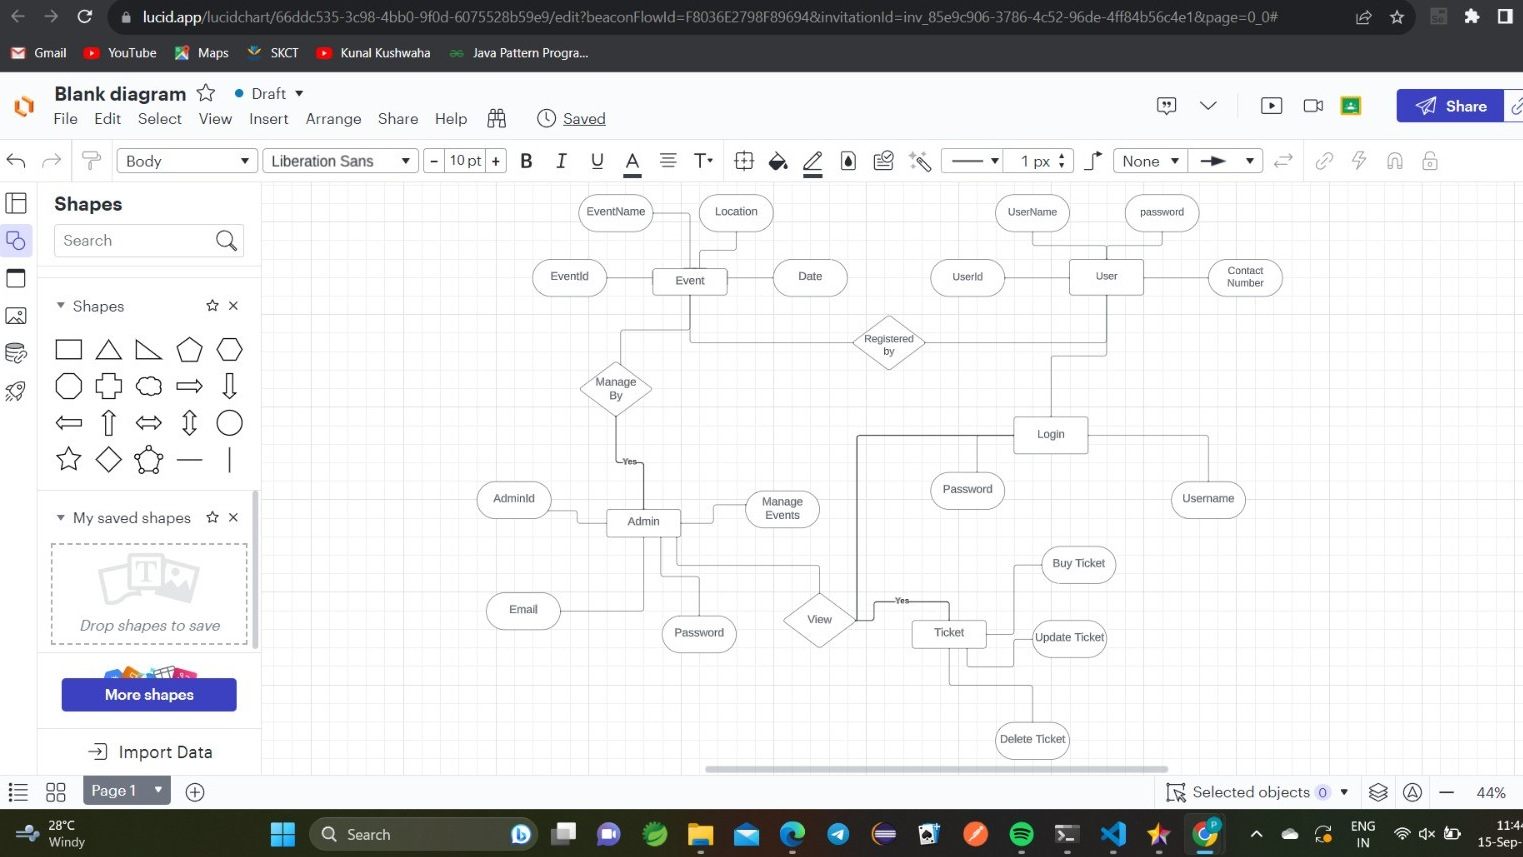 lucid.app/lucidchart/66ddc535-3c98-4bb0-9f0d-6075528b59e9/edit?beaconFlowId=F8036E2798F89694&invitationId=inv_85e9c906-3786-4c52-96de-4ff84b56c4e1&page=0_0#
Gmail YouTube Maps SKCT Kunal Kushwaha Java Pattern Progra...
Blank diagram Draft
File Edit Select View Insert Arrange Share Help Saved
Share
Body Liberation Sans - 10 pt + B I U A T 1 px None
Shapes
Search
Shapes
My saved shapes
T
Drop shapes to save
More shapes
Import Data
EventName
Location
EventId
Event
Date
UserName
password
UserId
User
Contact
Number
Registered
by
Manage
By
Yes
Login
Password
Username
AdminId
Admin
Manage
Events
Email
Password
View
Yes
Ticket
Buy Ticket
Update Ticket
Delete Ticket
Page 1
Selected objects 0
44%
28°C
Windy
Search
ENG
IN
11:44
15-Sep-